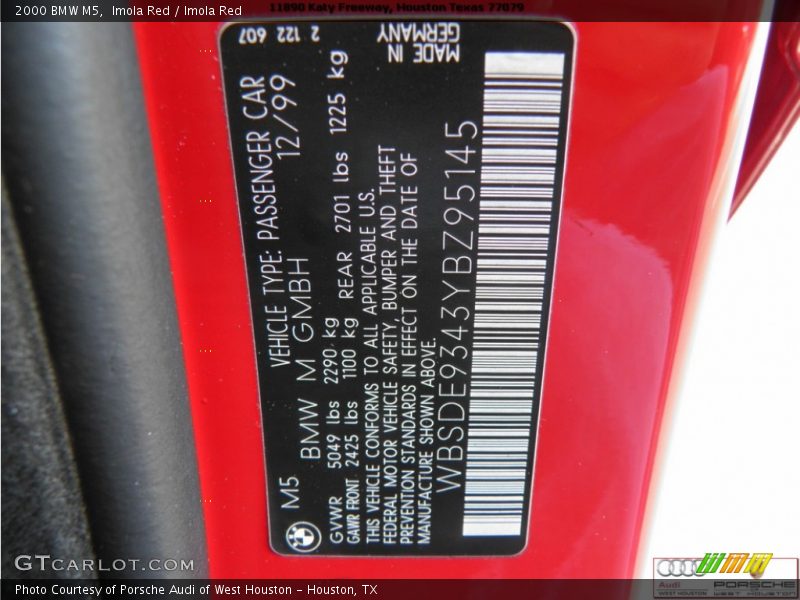 2000 BMW M5, Imola Red / Imola Red
11890 Katy Freeway, Houston Texas 77079
MADE IN
GERMANY
2 122 607
M5 VEHICLE TYPE: PASSENGER CAR
BMW M GMBH 12/99
GVWR 5049 lbs 2290 kg
GAWR FRONT 2425 lbs 1100 kg REAR 2701 lbs 1225 kg
THIS VEHICLE CONFORMS TO ALL APPLICABLE U.S.
FEDERAL MOTOR VEHICLE SAFETY, BUMPER AND THEFT
PREVENTION STANDARDS IN EFFECT ON THE DATE OF
MANUFACTURE SHOWN ABOVE.
WBSDE9343YBZ95145
GTCARLOT.COM
Audi PORSCHE
WEST HOUSTON WEST HOUSTON
Photo Courtesy of Porsche Audi of West Houston - Houston, TX